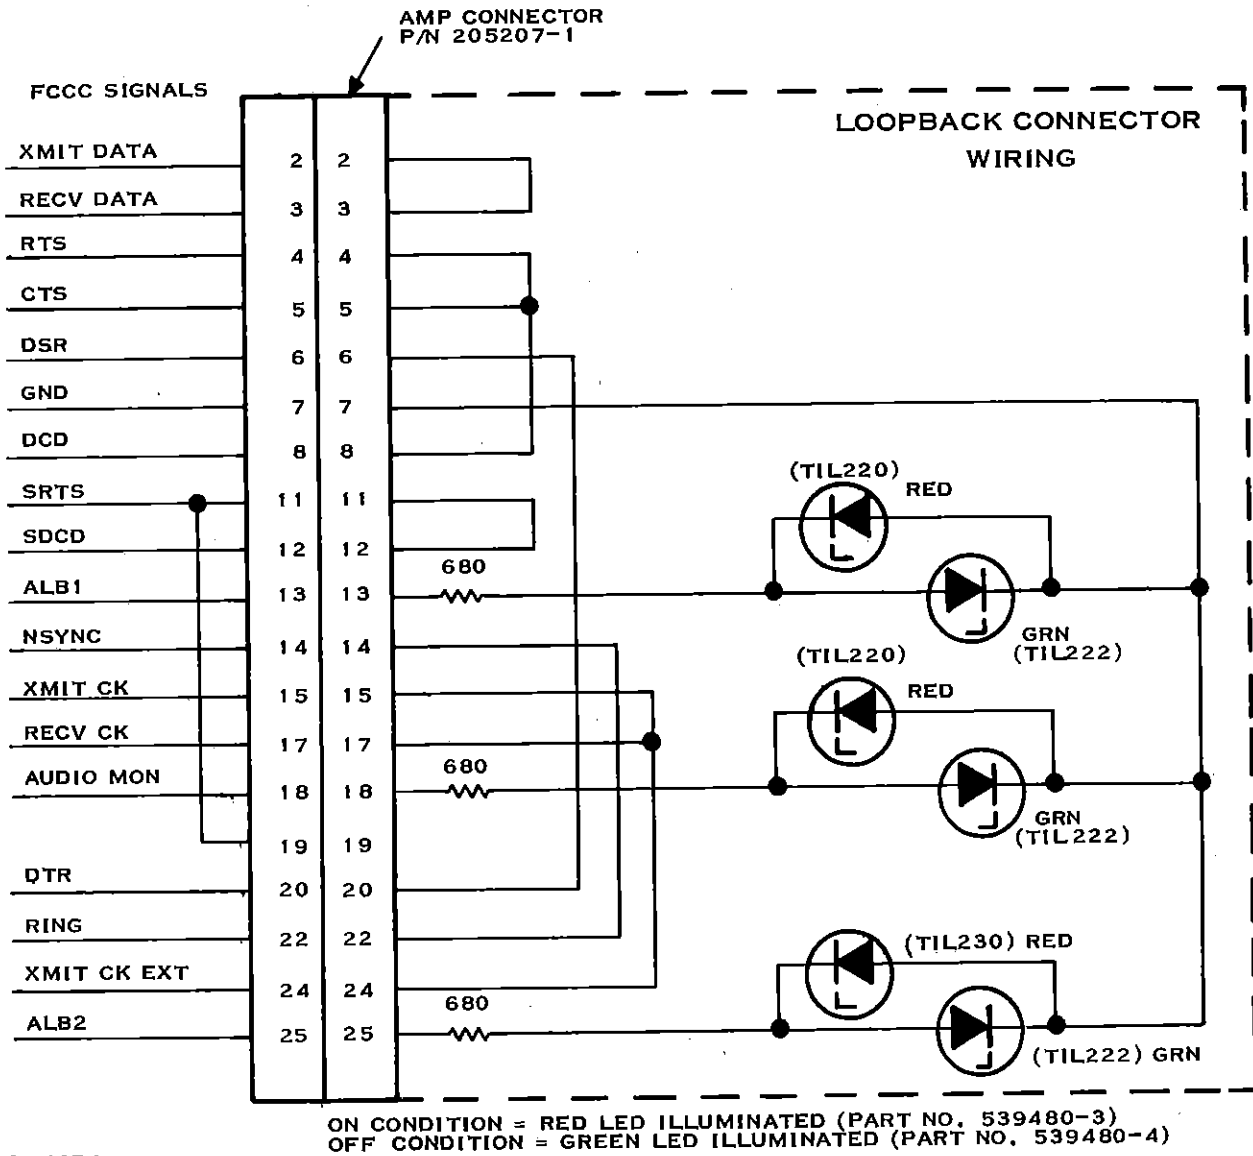 AMP CONNECTOR
P/N 205207-1
FCCC SIGNALS
LOOPBACK CONNECTOR
WIRING
XMIT DATA 2 2
RECV DATA 3 3
RTS 4 4
CTS 5 5
DSR 6 6
GND 7 7
DCD 8 8
(TIL220)
RED
SRTS 11 11
SDCD 12 12
680
ALB1 13 13
GRN
(TIL222)
NSYNC 14 14
(TIL220)
RED
XMIT CK 15 15
RECV CK 17 17
680
AUDIO MON 18 18
GRN
(TIL222)
19 19
DTR 20 20
RING 22 22
(TIL230) RED
XMIT CK EXT 24 24
680
ALB2 25 25
(TIL222) GRN
ON CONDITION = RED LED ILLUMINATED (PART NO. 539480-3)
OFF CONDITION = GREEN LED ILLUMINATED (PART NO. 539480-4)